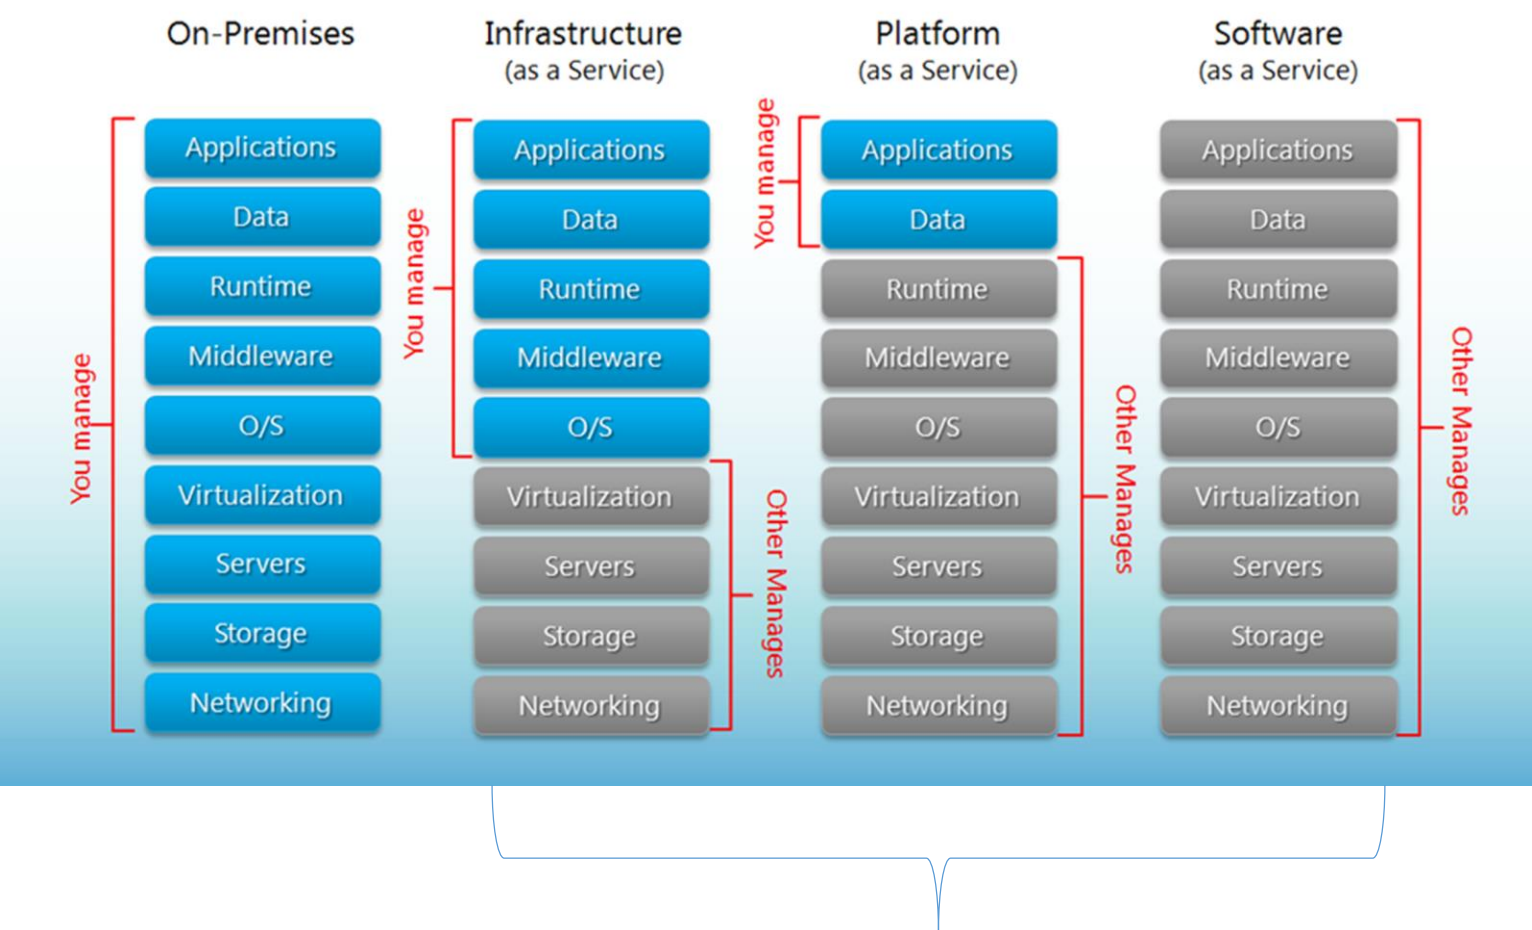 On-Premises
You manage
Applications
Data
Runtime
Middleware
O/S
Virtualization
Servers
Storage
Networking
Infrastructure
(as a Service)
You manage
Applications
Data
Runtime
Middleware
O/S
Virtualization
Servers
Storage
Networking
Other Manages
Platform
(as a Service)
You manage
Applications
Data
Runtime
Middleware
O/S
Virtualization
Servers
Storage
Networking
Other Manages
Software
(as a Service)
Applications
Data
Runtime
Middleware
O/S
Virtualization
Servers
Storage
Networking
Other Manages